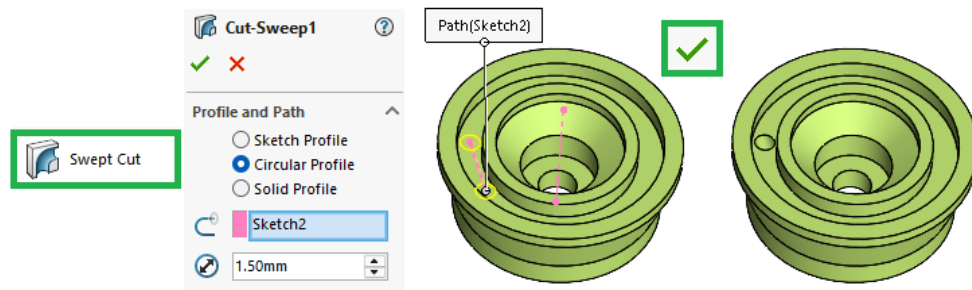 Swept Cut
Cut-Sweep1
Profile and Path
Sketch Profile
Circular Profile
Solid Profile
Sketch2
1.50mm
Path(Sketch2)